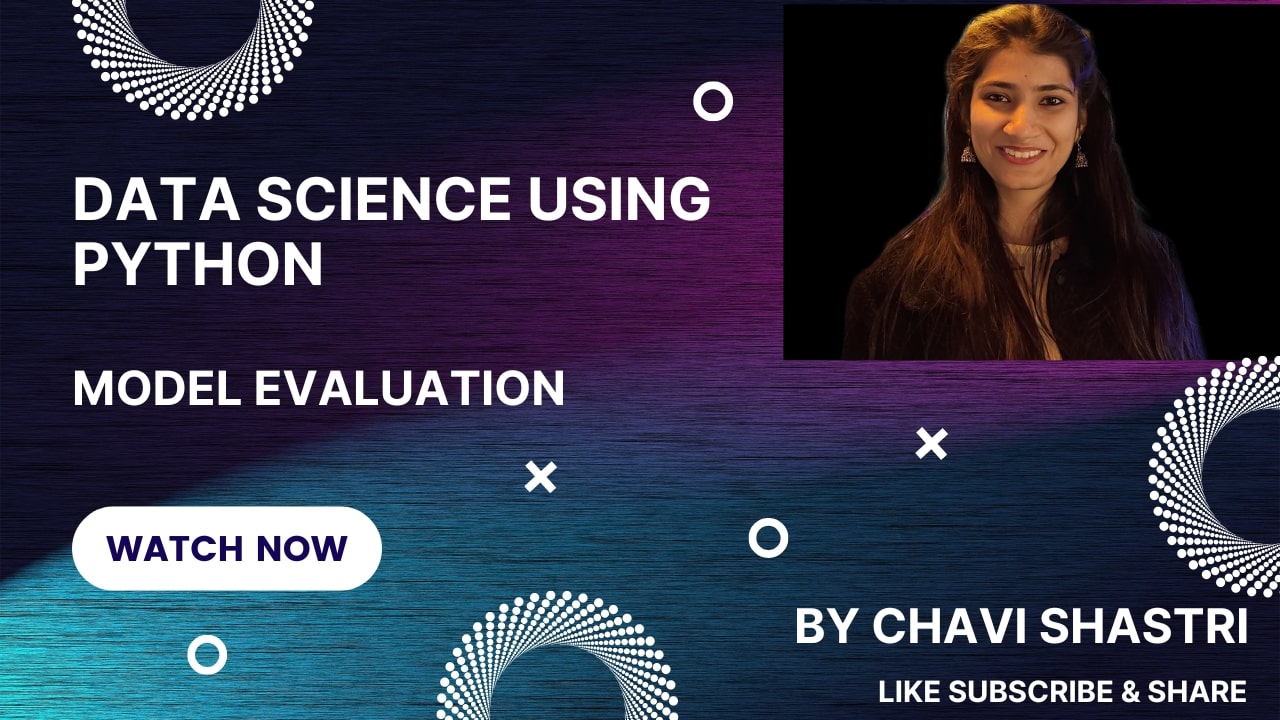 DATA SCIENCE USING
PYTHON
MODEL EVALUATION
WATCH NOW
BY CHAVI SHASTRI
LIKE SUBSCRIBE & SHARE